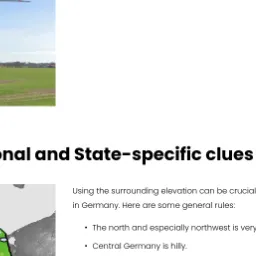 onal and State-specific clues
Using the surrounding elevation can be crucial
in Germany. Here are some general rules:
• The north and especially northwest is very
• Central Germany is hilly.